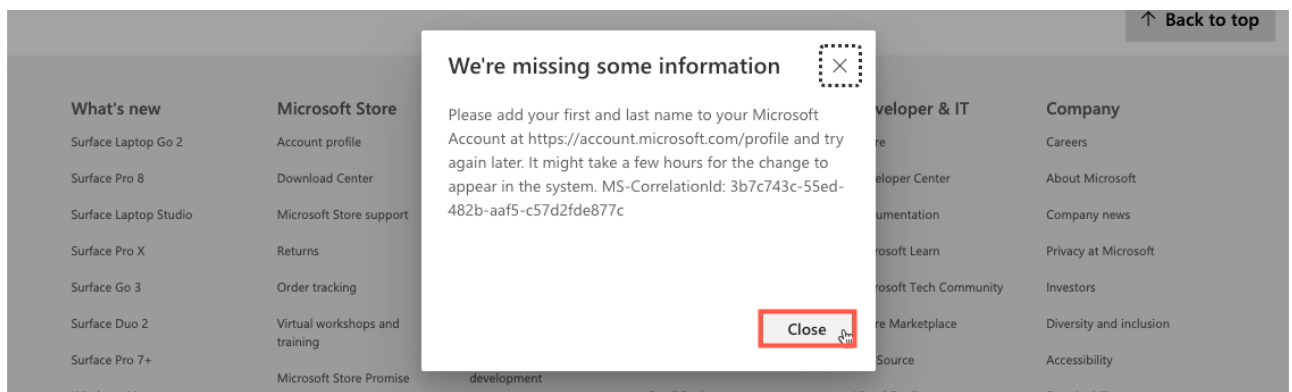 ↑ Back to top
We're missing some information
Please add your first and last name to your Microsoft
Account at https://account.microsoft.com/profile and try
again later. It might take a few hours for the change to
appear in the system. MS-CorrelationId: 3b7c743c-55ed-
482b-aaf5-c57d2fde877c
Close
What's new
Surface Laptop Go 2
Surface Pro 8
Surface Laptop Studio
Surface Pro X
Surface Go 3
Surface Duo 2
Surface Pro 7+
Microsoft Store
Account profile
Download Center
Microsoft Store support
Returns
Order tracking
Virtual workshops and
training
Microsoft Store Promise
development
veloper & IT
re
eloper Center
umentation
rosoft Learn
rosoft Tech Community
re Marketplace
Source
Company
Careers
About Microsoft
Company news
Privacy at Microsoft
Investors
Diversity and inclusion
Accessibility